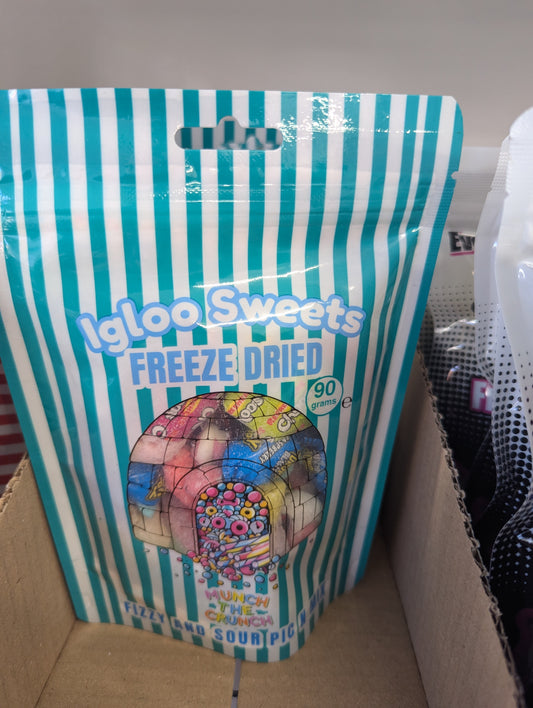 Igloo Sweets
FREEZE DRIED
90
grams e
MUNCH
THE
CRUNCH
FIZZY AND SOUR PIC N MIX